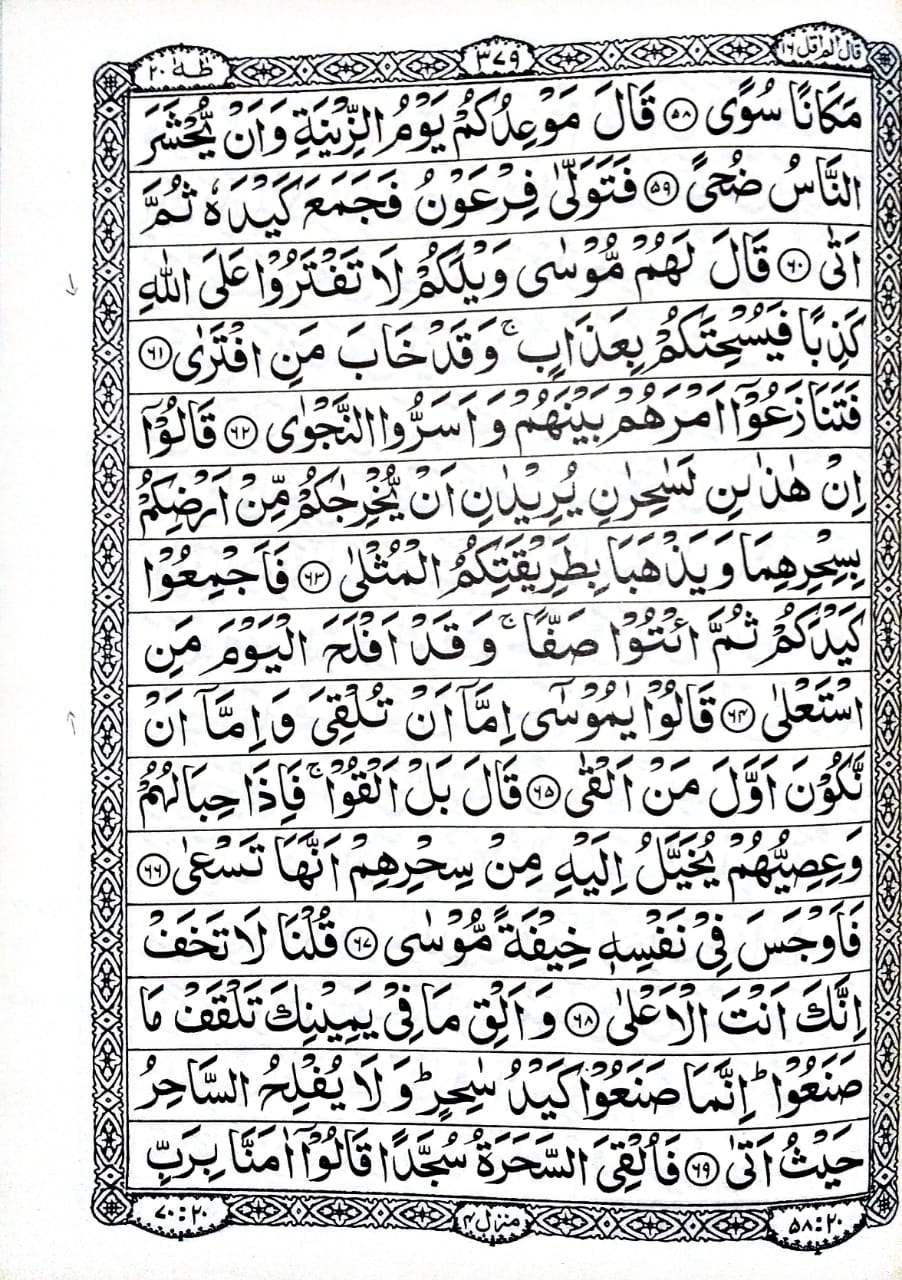 قال الم اقل ١٦
٣٧٩
طٰهٰ ٢٠
مَكَانًا سُوًى ﴿٥٨﴾ قَالَ مَوْعِدُكُمْ يَوْمُ الزِّيْنَةِ وَاَنْ يُّحْشَرَ
النَّاسُ ضُحًى ﴿٥٩﴾ فَتَوَلّٰى فِرْعَوْنُ فَجَمَعَ كَيْدَهٗ ثُمَّ
اَتٰى ﴿٦٠﴾ قَالَ لَهُمْ مُّوْسٰى وَيْلَكُمْ لَا تَفْتَرُوْا عَلَى اللّٰهِ
كَذِبًا فَيُسْحِتَكُمْ بِعَذَابٍ ۚ وَقَدْ خَابَ مَنِ افْتَرٰى ﴿٦١﴾
فَتَنَازَعُوْۤا اَمْرَهُمْ بَيْنَهُمْ وَ اَسَرُّوا النَّجْوٰى ﴿٦٢﴾ قَالُوْۤا
اِنْ هٰذٰىنِ لَسٰحِرٰنِ يُرِيْدٰنِ اَنْ يُّخْرِجٰكُمْ مِّنْ اَرْضِكُمْ
بِسِحْرِهِمَا وَيَذْهَبَا بِطَرِيْقَتِكُمُ الْمُثْلٰى ﴿٦٣﴾ فَاَجْمِعُوْا
كَيْدَكُمْ ثُمَّ ائْتُوْا صَفًّا ۚ وَ قَدْ اَفْلَحَ الْيَوْمَ مَنِ
اسْتَعْلٰى ﴿٦٤﴾ قَالُوْا يٰمُوْسٰۤى اِمَّاۤ اَنْ تُلْقِىَ وَ اِمَّاۤ اَنْ
نَّكُوْنَ اَوَّلَ مَنْ اَلْقٰى ﴿٦٥﴾ قَالَ بَلْ اَلْقُوْا ۚ فَاِذَا حِبَالُهُمْ
وَعِصِيُّهُمْ يُخَيَّلُ اِلَيْهِ مِنْ سِحْرِهِمْ اَنَّهَا تَسْعٰى ﴿٦٦﴾
فَاَوْجَسَ فِىْ نَفْسِهٖ خِيْفَةً مُّوْسٰى ﴿٦٧﴾ قُلْنَا لَا تَخَفْ
اِنَّكَ اَنْتَ الْاَعْلٰى ﴿٦٨﴾ وَ اَلْقِ مَا فِىْ يَمِيْنِكَ تَلْقَفْ مَا
صَنَعُوْا ؕ اِنَّمَا صَنَعُوْا كَيْدُ سٰحِرٍ ؕ وَ لَا يُفْلِحُ السَّاحِرُ
حَيْثُ اَتٰى ﴿٦٩﴾ فَاُلْقِىَ السَّحَرَةُ سُجَّدًا قَالُوْۤا اٰمَنَّا بِرَبِّ
٥٨:٢٠
منزل ٤
٧٠:٢٠